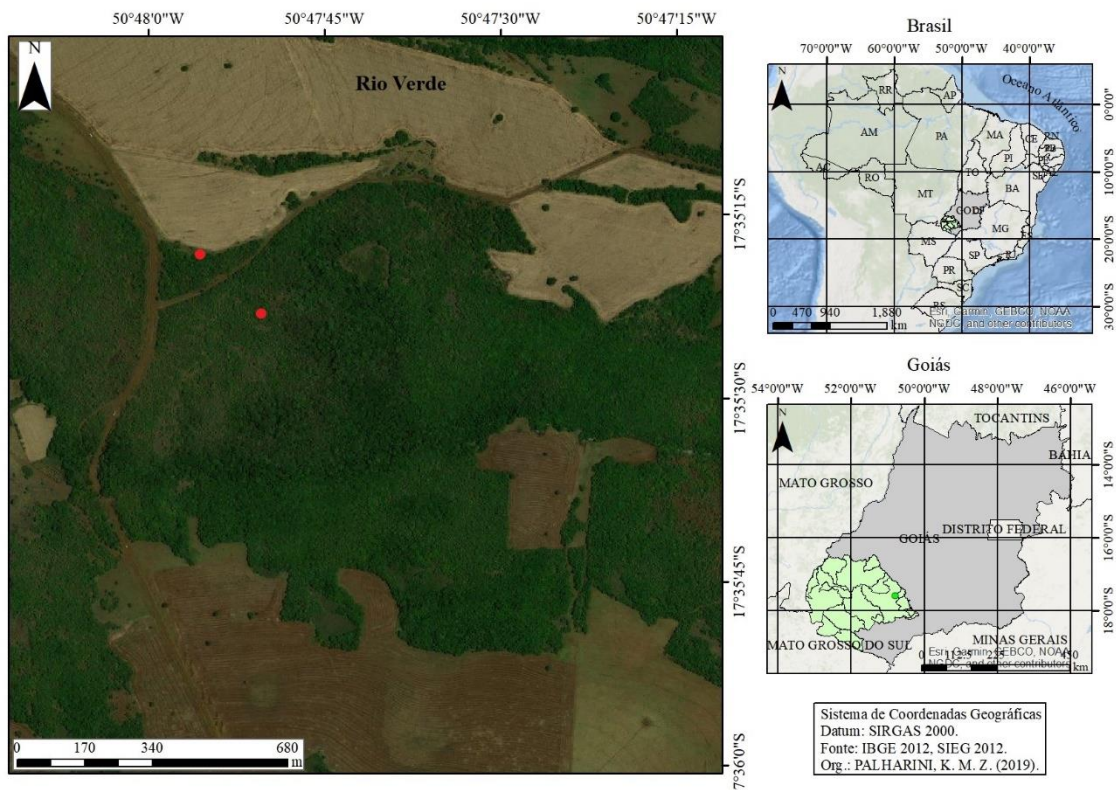 50°48'0"W 50°47'45"W 50°47'30"W 50°47'15"W
N
Rio Verde
17°35'15"S
17°35'30"S
17°35'45"S
17°36'0"S
0 170 340 680
m
Brasil
70°0'0"W 60°0'0"W 50°0'0"W 40°0'0"W
N
Oceano Atlântico
RR AP
AM PA MA CE RN
PI
AC RO TO
MT BA
GO DF
MG ES
MS
SP RJ
PR
SC
RS
0°0'0"
10°0'0"S
20°0'0"S
30°0'0"S
Esri, Garmin, GEBCO, NOAA
NGDC, and other contributors
0 470 940 1,880
km
Goiás
54°0'0"W 52°0'0"W 50°0'0"W 48°0'0"W 46°0'0"W
N
TOCANTINS
BAHIA
MATO GROSSO
DISTRITO FEDERAL
GOIÁS
MATO GROSSO DO SUL
MINAS GERAIS
14°0'0"S
16°0'0"S
18°0'0"S
Esri, Garmin, GEBCO, NOAA
NGDC, and other contributors
0 112,5 225 450
km
Sistema de Coordenadas Geográficas
Datum: SIRGAS 2000.
Fonte: IBGE 2012, SIEG 2012.
Org.: PALHARINI, K. M. Z. (2019).